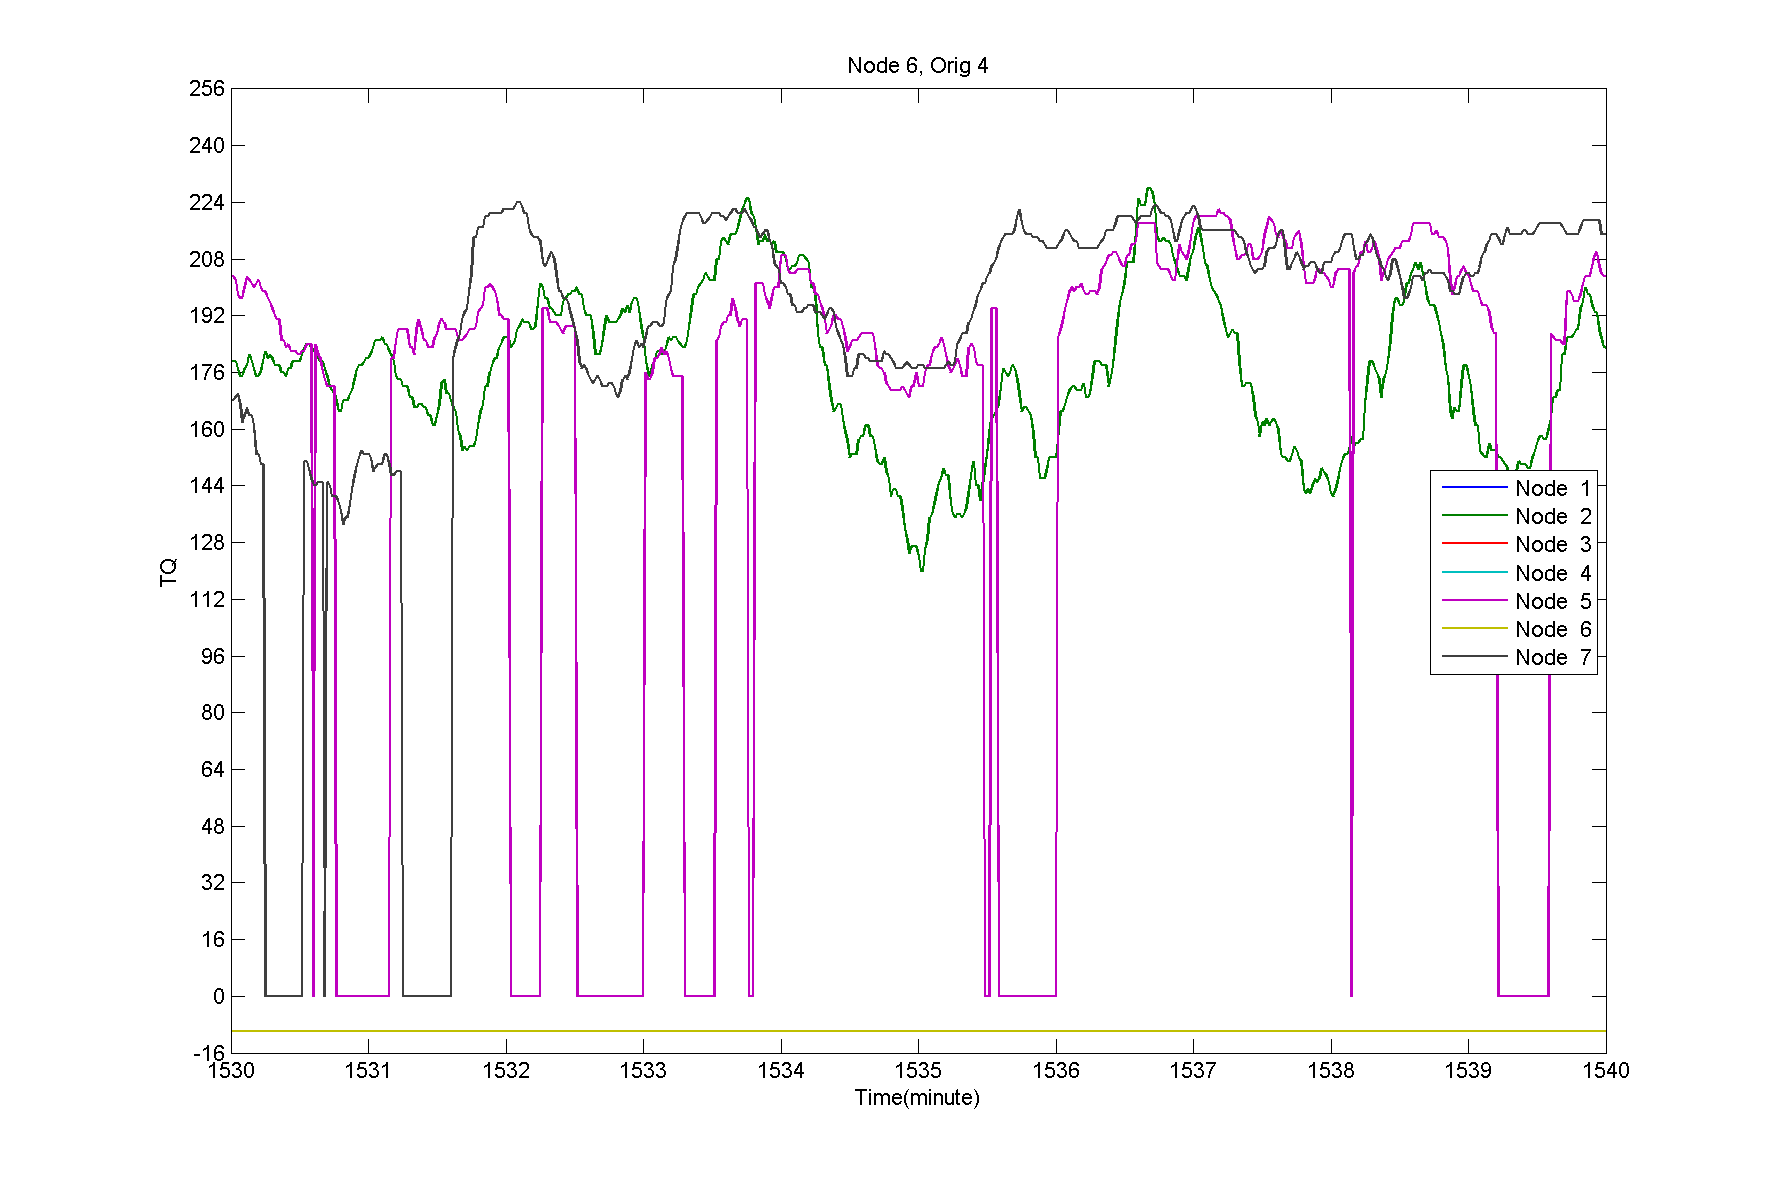 Node 6, Orig 4
256
240
224
208
192
176
160
144
128
112
96
80
64
48
32
16
0
-16
TQ
Node 1
Node 2
Node 3
Node 4
Node 5
Node 6
Node 7
1530 1531 1532 1533 1534 1535 1536 1537 1538 1539 1540
Time(minute)